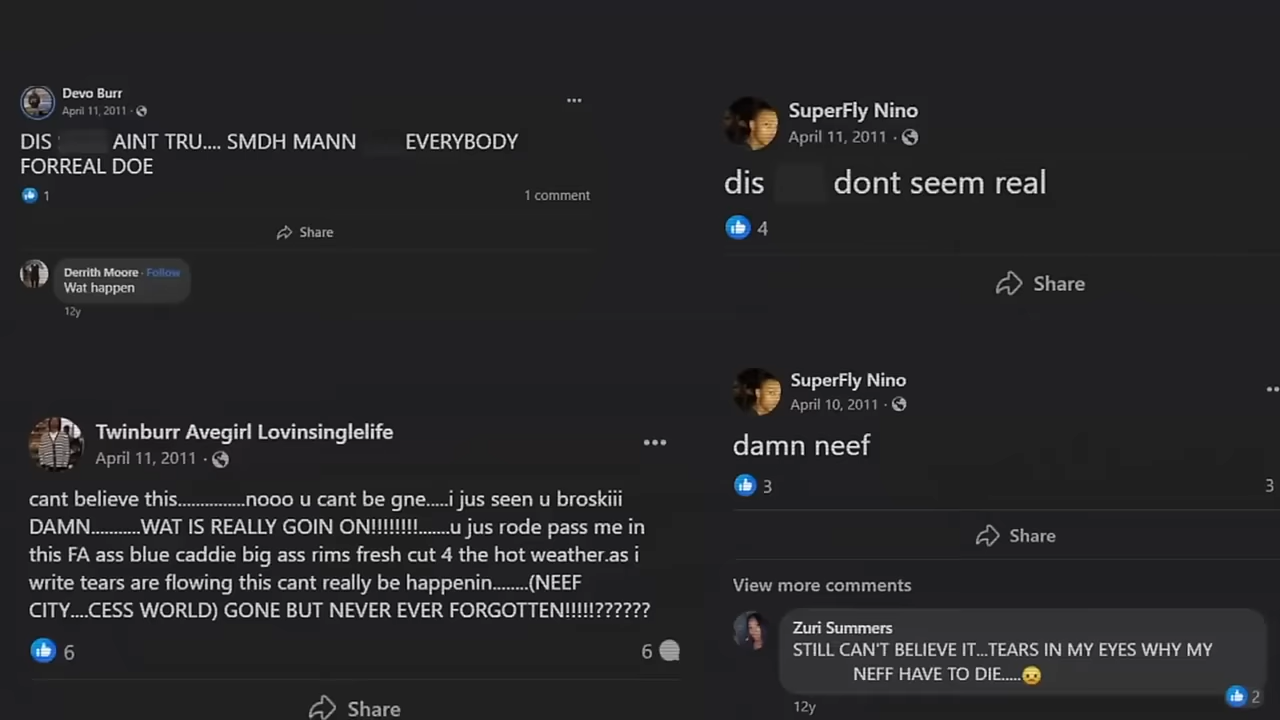 Devo Burr
April 11, 2011 ·
DIS AINT TRU.... SMDH MANN EVERYBODY
FORREAL DOE
1
1 comment
Share
Derrith Moore · Follow
Wat happen
12y
Twinburr Avegirl Lovinsinglelife
April 11, 2011 ·
cant believe this...............nooo u cant be gne.....i jus seen u broskiii
DAMN...........WAT IS REALLY GOIN ON!!!!!!!!.......u jus rode pass me in
this FA ass blue caddie big ass rims fresh cut 4 the hot weather.as i
write tears are flowing this cant really be happenin........(NEEF
CITY....CESS WORLD) GONE BUT NEVER EVER FORGOTTEN!!!!!??????
6
6
Share
SuperFly Nino
April 11, 2011 ·
dis dont seem real
4
Share
SuperFly Nino
April 10, 2011 ·
damn neef
3
3
Share
View more comments
Zuri Summers
STILL CAN'T BELIEVE IT...TEARS IN MY EYES WHY MY
NEFF HAVE TO DIE.....😞
2
12y